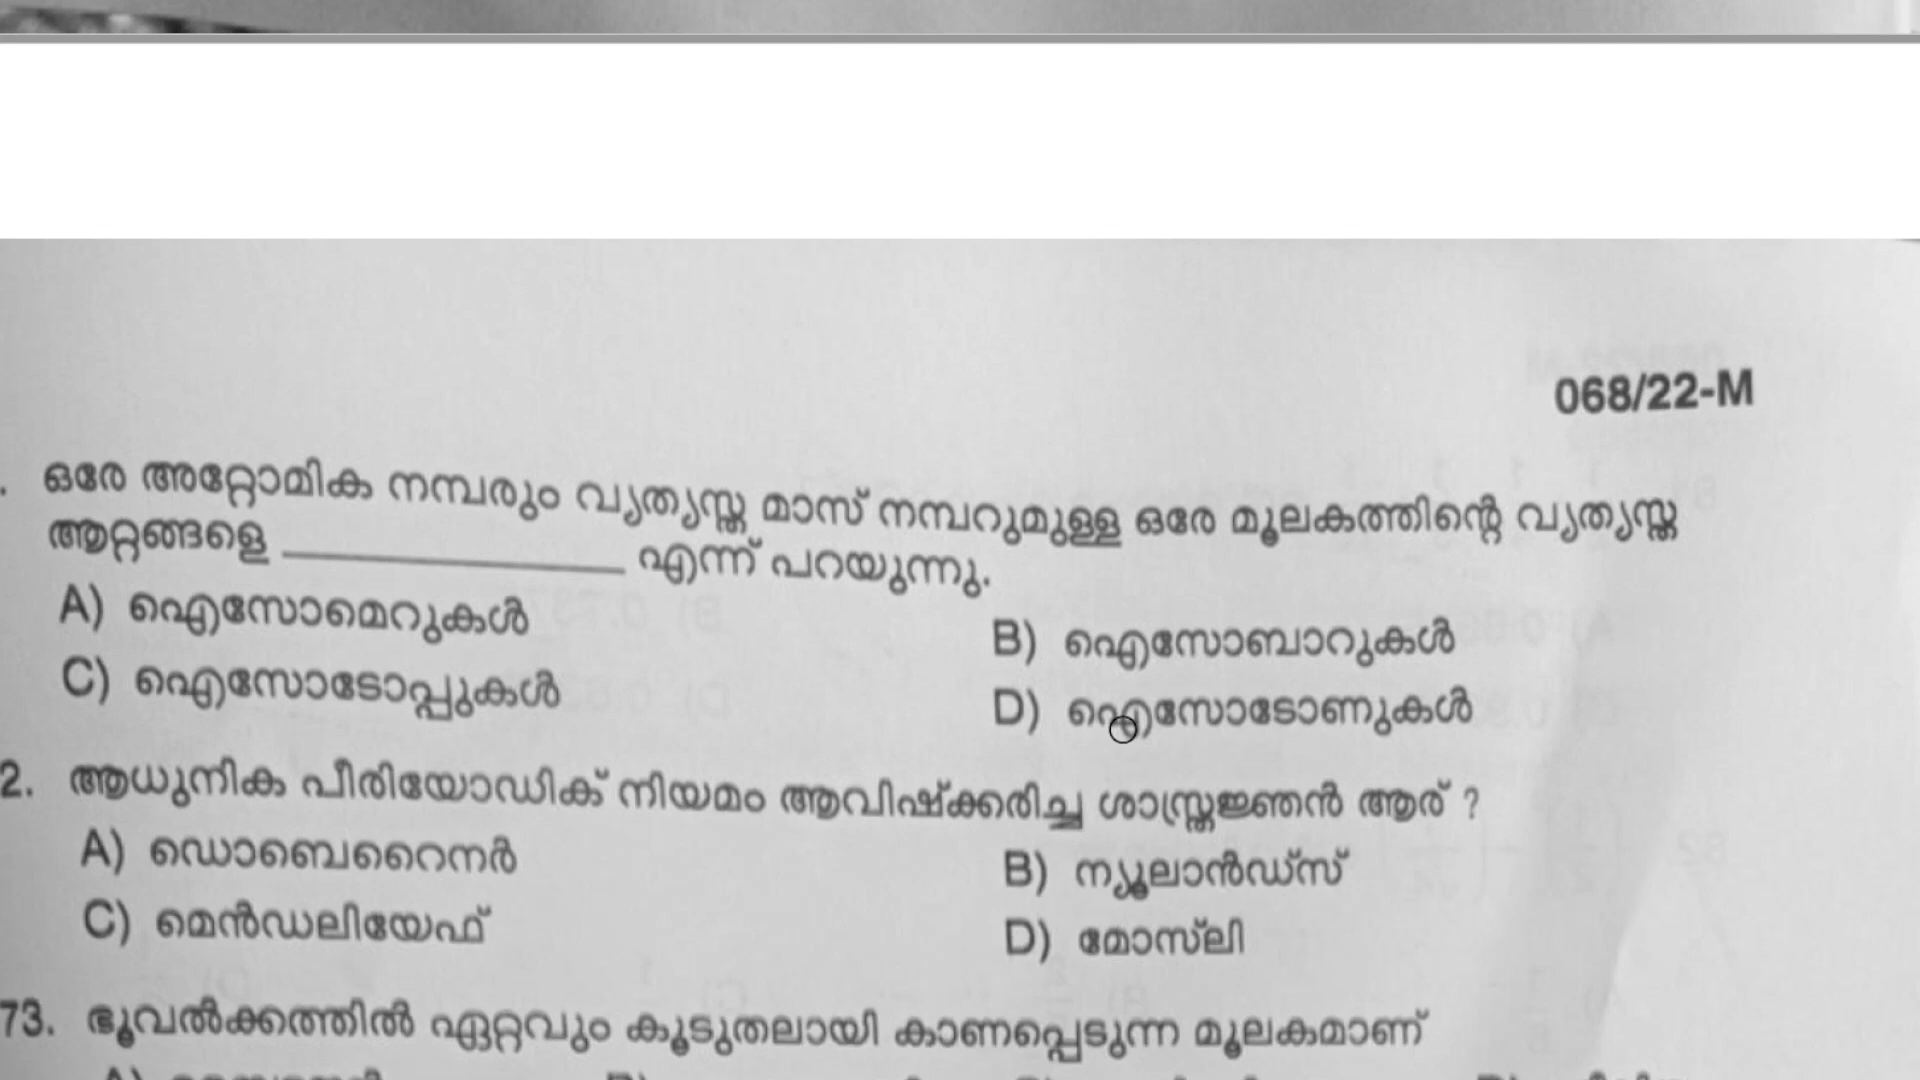 068/22-M
. ഒരേ അറ്റോമിക നമ്പരും വ്യത്യസ്ത മാസ് നമ്പറുമുള്ള ഒരേ മൂലകത്തിന്റെ വ്യത്യസ്ത
ആറ്റങ്ങളെ ____________ എന്ന് പറയുന്നു.
A) ഐസോമെറുകൾ
B) ഐസോബാറുകൾ
C) ഐസോടോപ്പുകൾ
D) ഐസോടോണുകൾ
2. ആധുനിക പീരിയോഡിക് നിയമം ആവിഷ്ക്കരിച്ച ശാസ്ത്രജ്ഞൻ ആര് ?
A) ഡൊബെറൈനർ
B) ന്യൂലാൻഡ്സ്
C) മെൻഡലിയേഫ്
D) മോസ്‌ലി
73. ഭൂവൽക്കത്തിൽ ഏറ്റവും കൂടുതലായി കാണപ്പെടുന്ന മൂലകമാണ്